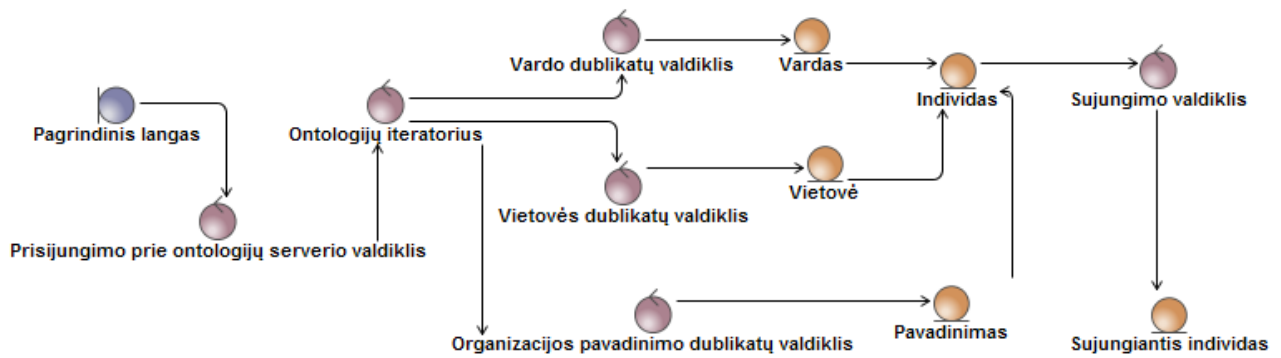 Vardo dublikatų valdiklis
Vardas
Individas
Sujungimo valdiklis
Pagrindinis langas
Ontologijų iteratorius
Vietovės dublikatų valdiklis
Vietovė
Prisijungimo prie ontologijų serverio valdiklis
Organizacijos pavadinimo dublikatų valdiklis
Pavadinimas
Sujungiantis individas